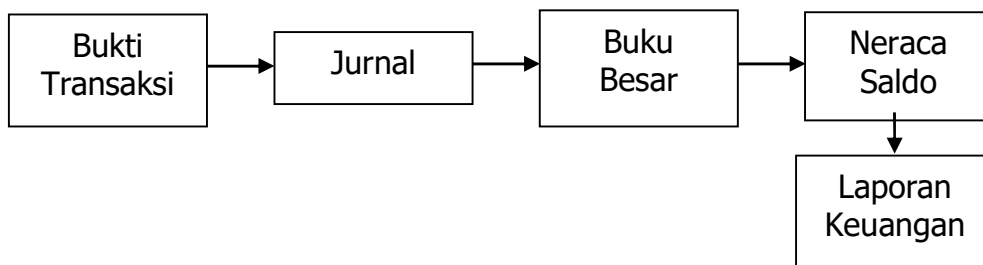 Bukti
Transaksi
Jurnal
Buku
Besar
Neraca
Saldo
Laporan
Keuangan